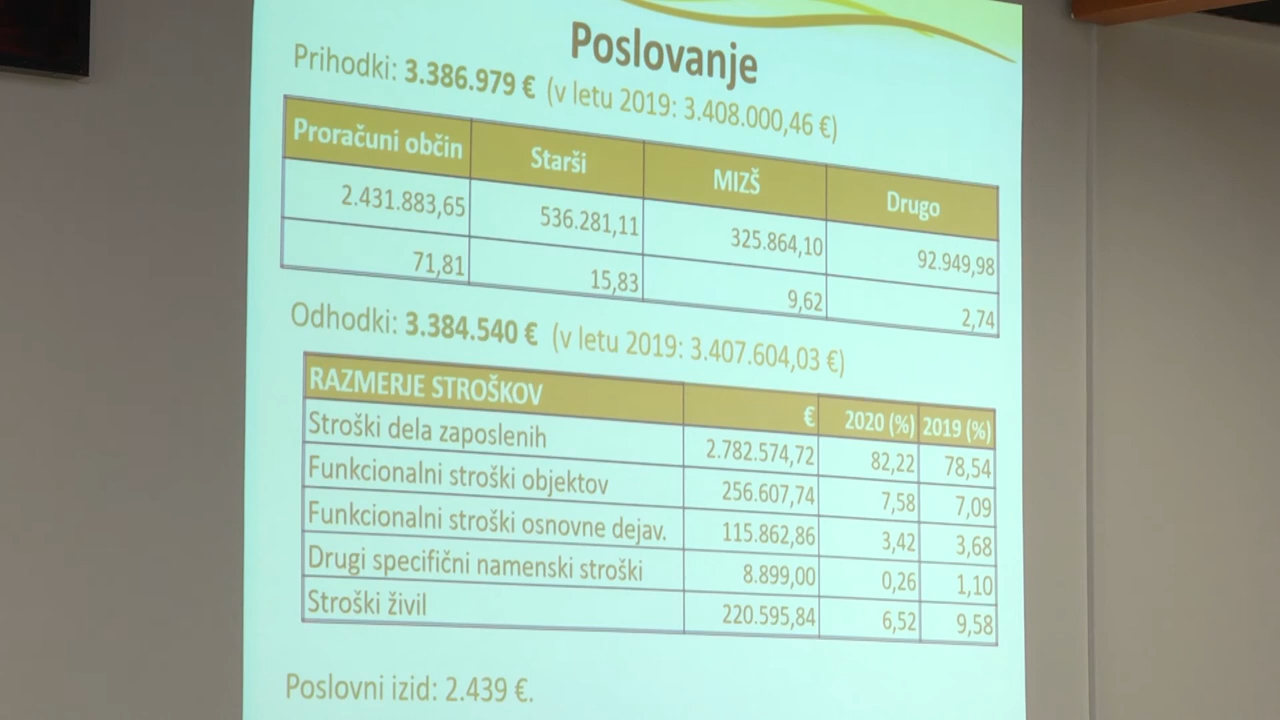 Poslovanje
Prihodki: 3.386.979 € (v letu 2019: 3.408.000,46 €)
Proračuni občin Starši MIZŠ Drugo
2.431.883,65 536.281,11 325.864,10 92.949,98
71,81 15,83 9,62 2,74
Odhodki: 3.384.540 € (v letu 2019: 3.407.604,03 €)
RAZMERJE STROŠKOV € 2020 (%) 2019 (%)
Stroški dela zaposlenih 2.782.574,72 82,22 78,54
Funkcionalni stroški objektov 256.607,74 7,58 7,09
Funkcionalni stroški osnovne dejav. 115.862,86 3,42 3,68
Drugi specifični namenski stroški 8.899,00 0,26 1,10
Stroški živil 220.595,84 6,52 9,58
Poslovni izid: 2.439 €.